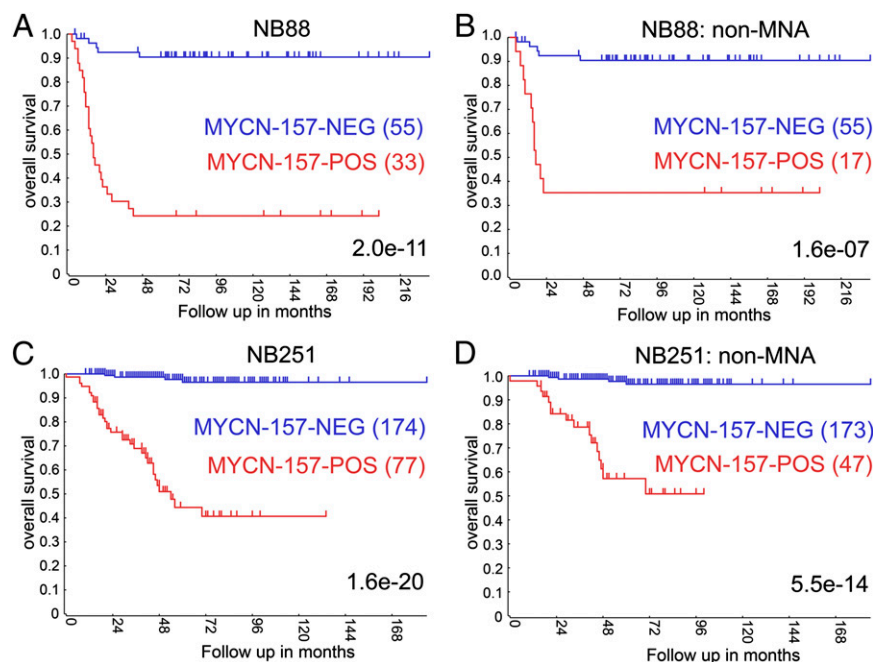 A
NB88
overall survival
1.0
0.9
0.8
0.7
0.6
0.5
0.4
0.3
0.2
0.1
0
MYCN-157-NEG (55)
MYCN-157-POS (33)
2.0e-11
0 24 48 72 96 120 144 168 192 216
Follow up in months
B
NB88: non-MNA
overall survival
1.0
0.9
0.8
0.7
0.6
0.5
0.4
0.3
0.2
0.1
0.0
MYCN-157-NEG (55)
MYCN-157-POS (17)
1.6e-07
0 24 48 72 96 120 144 168 192 216
Follow up in months
C
NB251
overall survival
1.0
0.9
0.8
0.7
0.6
0.5
0.4
0.3
0.2
0.1
0
MYCN-157-NEG (174)
MYCN-157-POS (77)
1.6e-20
0 24 48 72 96 120 144 168
Follow up in months
D
NB251: non-MNA
overall survival
1.0
0.9
0.8
0.7
0.6
0.5
0.4
0.3
0.2
0.1
0
MYCN-157-NEG (173)
MYCN-157-POS (47)
5.5e-14
0 24 48 72 96 120 144 168
Follow up in months